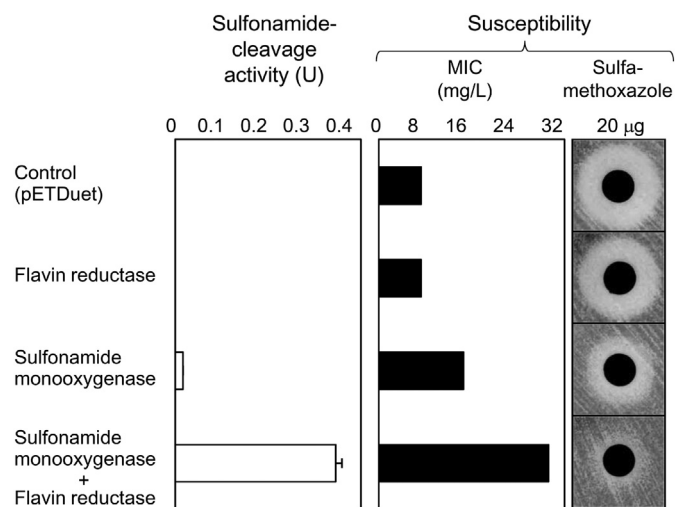 Sulfonamide-
cleavage
activity (U)
Susceptibility
MIC
(mg/L)
Sulfa-
methoxazole
0 0.1 0.2 0.3 0.4
0 8 16 24 32
20 μg
Control
(pETDuet)
Flavin reductase
Sulfonamide
monooxygenase
Sulfonamide
monooxygenase
+
Flavin reductase